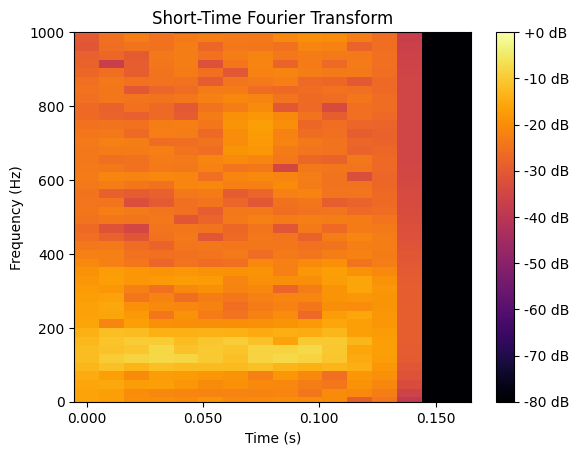 Short-Time Fourier Transform
1000
800
600
400
200
0
Frequency (Hz)
0.000
0.050
0.100
0.150
Time (s)
+0 dB
-10 dB
-20 dB
-30 dB
-40 dB
-50 dB
-60 dB
-70 dB
-80 dB